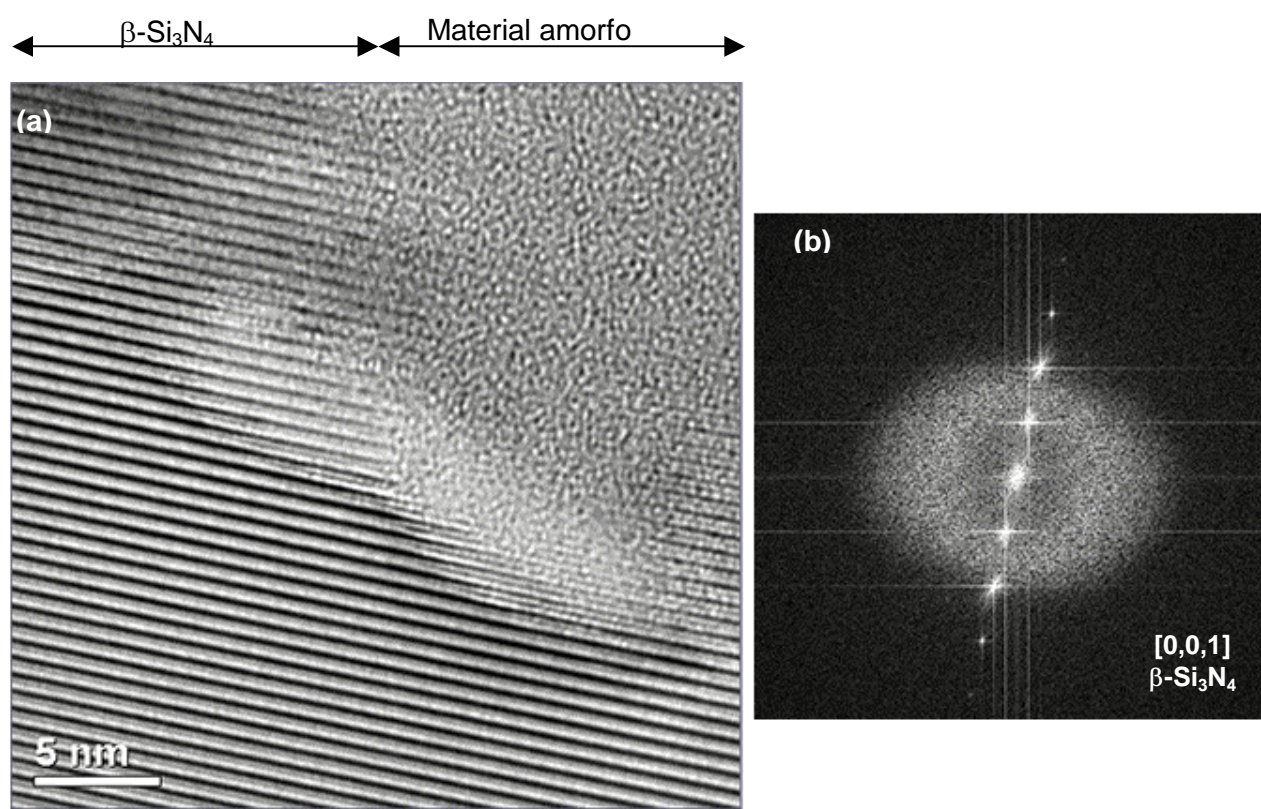 β-Si₃N₄ Material amorfo
(a)
(b)
[0,0,1]
β-Si₃N₄
5 nm